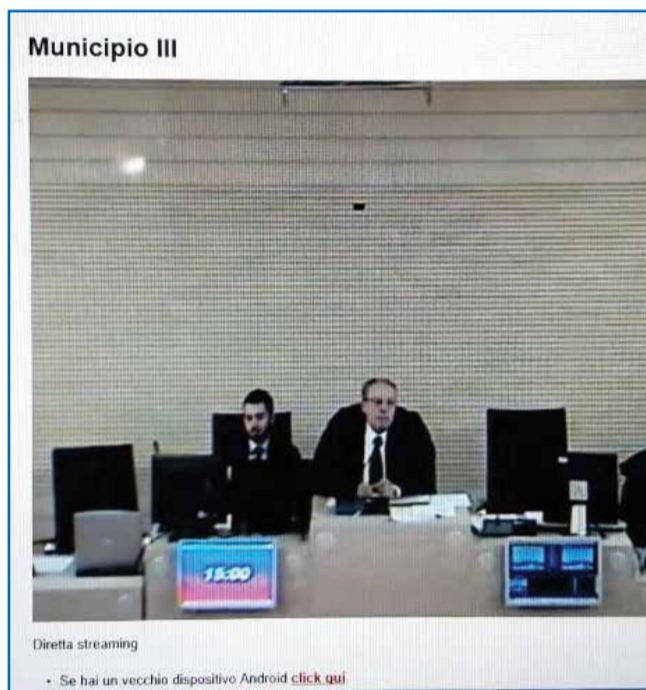 Municipio III
15:00
Diretta streaming
• Se hai un vecchio dispositivo Android click qui